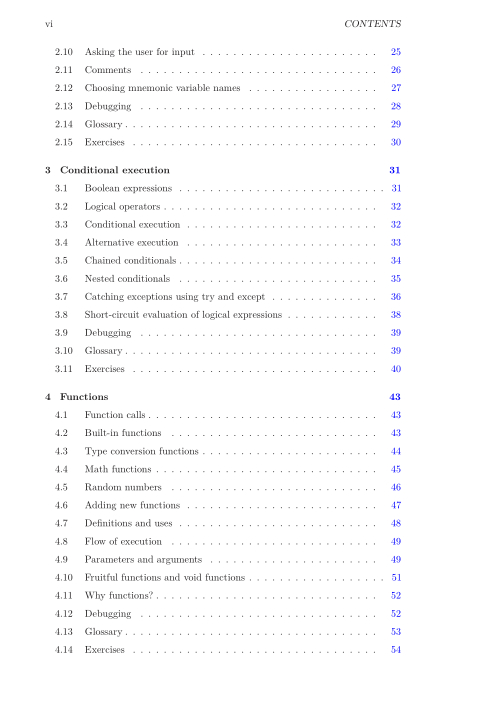 vi CONTENTS
2.10 Asking the user for input . . . . . . . . . . . . . . . . . . . . . . . 25
2.11 Comments . . . . . . . . . . . . . . . . . . . . . . . . . . . . . . . 26
2.12 Choosing mnemonic variable names . . . . . . . . . . . . . . . . . 27
2.13 Debugging . . . . . . . . . . . . . . . . . . . . . . . . . . . . . . . 28
2.14 Glossary . . . . . . . . . . . . . . . . . . . . . . . . . . . . . . . . . 29
2.15 Exercises . . . . . . . . . . . . . . . . . . . . . . . . . . . . . . . . 30
3 Conditional execution 31
3.1 Boolean expressions . . . . . . . . . . . . . . . . . . . . . . . . . . . 31
3.2 Logical operators . . . . . . . . . . . . . . . . . . . . . . . . . . . . 32
3.3 Conditional execution . . . . . . . . . . . . . . . . . . . . . . . . . 32
3.4 Alternative execution . . . . . . . . . . . . . . . . . . . . . . . . . 33
3.5 Chained conditionals . . . . . . . . . . . . . . . . . . . . . . . . . . 34
3.6 Nested conditionals . . . . . . . . . . . . . . . . . . . . . . . . . . 35
3.7 Catching exceptions using try and except . . . . . . . . . . . . . . 36
3.8 Short-circuit evaluation of logical expressions . . . . . . . . . . . . 38
3.9 Debugging . . . . . . . . . . . . . . . . . . . . . . . . . . . . . . . 39
3.10 Glossary . . . . . . . . . . . . . . . . . . . . . . . . . . . . . . . . . 39
3.11 Exercises . . . . . . . . . . . . . . . . . . . . . . . . . . . . . . . . 40
4 Functions 43
4.1 Function calls . . . . . . . . . . . . . . . . . . . . . . . . . . . . . . 43
4.2 Built-in functions . . . . . . . . . . . . . . . . . . . . . . . . . . . 43
4.3 Type conversion functions . . . . . . . . . . . . . . . . . . . . . . . 44
4.4 Math functions . . . . . . . . . . . . . . . . . . . . . . . . . . . . . 45
4.5 Random numbers . . . . . . . . . . . . . . . . . . . . . . . . . . . 46
4.6 Adding new functions . . . . . . . . . . . . . . . . . . . . . . . . . 47
4.7 Definitions and uses . . . . . . . . . . . . . . . . . . . . . . . . . . 48
4.8 Flow of execution . . . . . . . . . . . . . . . . . . . . . . . . . . . 49
4.9 Parameters and arguments . . . . . . . . . . . . . . . . . . . . . . 49
4.10 Fruitful functions and void functions . . . . . . . . . . . . . . . . . . 51
4.11 Why functions? . . . . . . . . . . . . . . . . . . . . . . . . . . . . . 52
4.12 Debugging . . . . . . . . . . . . . . . . . . . . . . . . . . . . . . . 52
4.13 Glossary . . . . . . . . . . . . . . . . . . . . . . . . . . . . . . . . . 53
4.14 Exercises . . . . . . . . . . . . . . . . . . . . . . . . . . . . . . . . 54